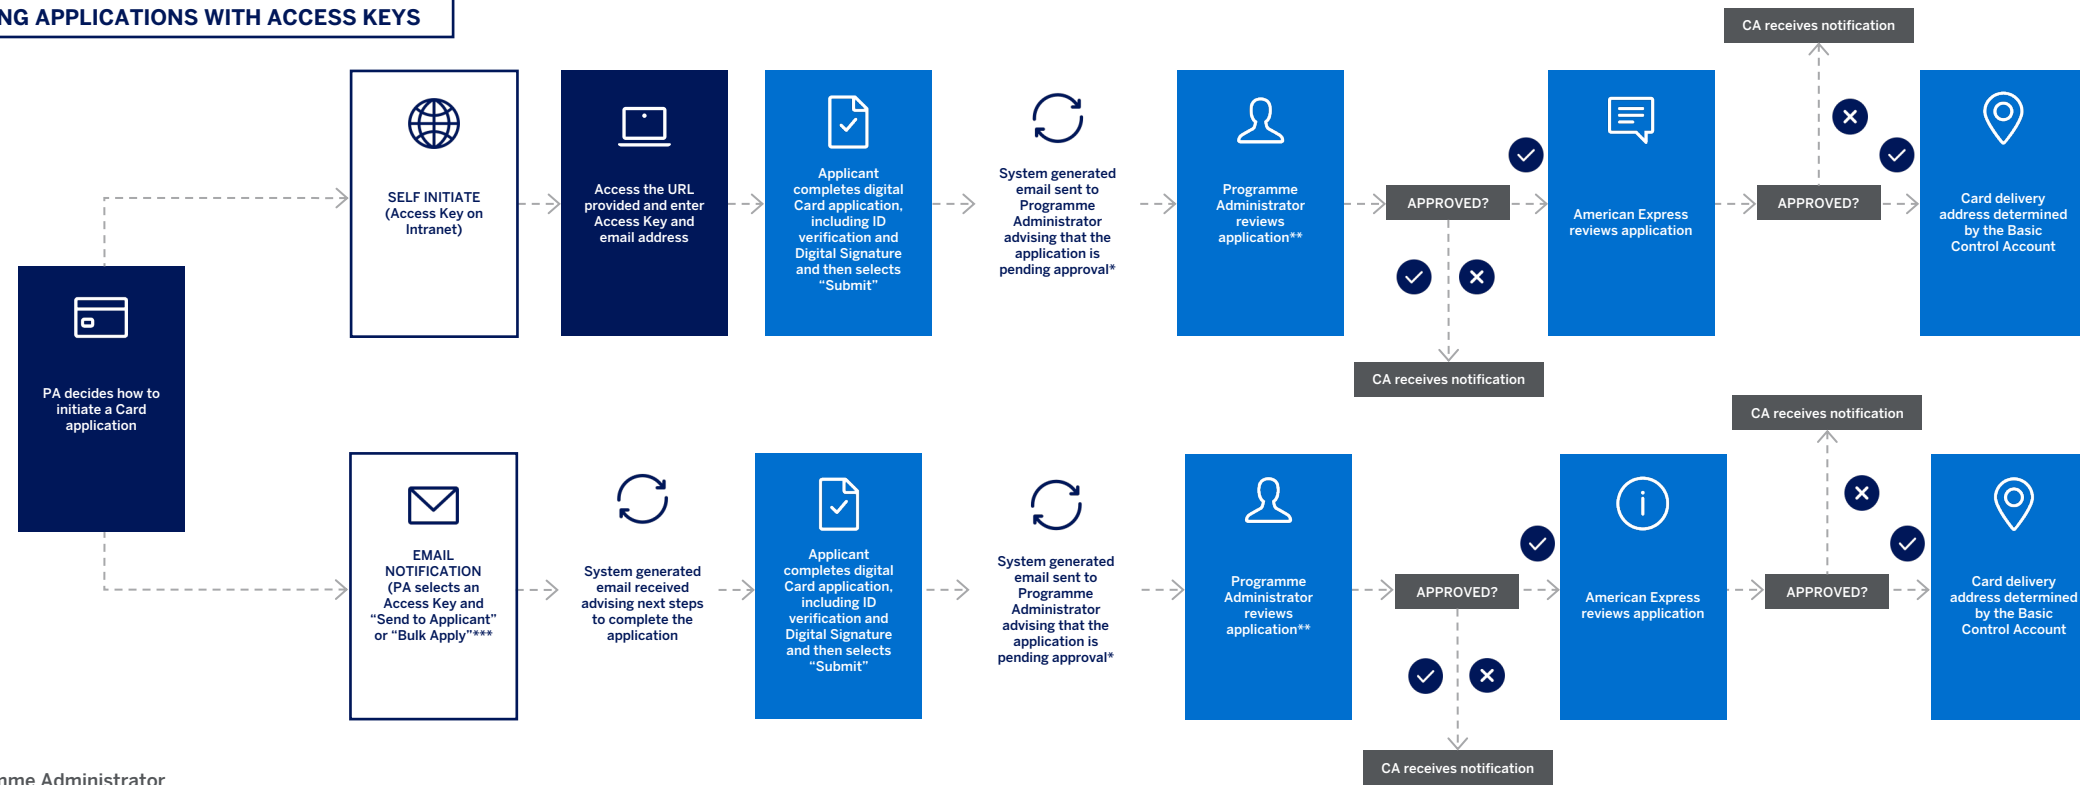 APPLICATIONS WITH ACCESS KEYS
CA receives notification
SELF INITIATE
(Access Key on
Intranet)
Access the URL
provided and enter
Access Key and
email address
Applicant
completes digital
Card application,
including ID
verification and
Digital Signature
and then selects
“Submit”
System generated
email sent to
Programme
Administrator
advising that the
application is
pending approval*
Programme
Administrator
reviews
application**
APPROVED?
American Express
reviews application
APPROVED?
Card delivery
address determined
by the Basic
Control Account
CA receives notification
PA decides how to
initiate a Card
application
CA receives notification
EMAIL
NOTIFICATION
(PA selects an
Access Key and
“Send to Applicant”
or “Bulk Apply”***
System generated
email received
advising next steps
to complete the
application
Applicant
completes digital
Card application,
including ID
verification and
Digital Signature
and then selects
“Submit”
System generated
email sent to
Programme
Administrator
advising that the
application is
pending approval*
Programme
Administrator
reviews
application**
APPROVED?
American Express
reviews application
APPROVED?
Card delivery
address determined
by the Basic
Control Account
CA receives notification
Administrator